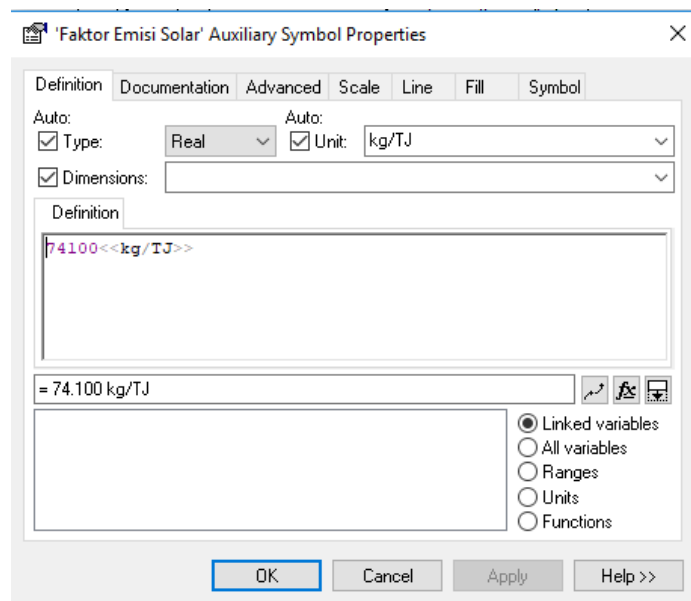 'Faktor Emisi Solar' Auxiliary Symbol Properties
Definition Documentation Advanced Scale Line Fill Symbol
Auto: Auto:
Type: Real Unit: kg/TJ
Dimensions:
Definition
74100<<kg/TJ>>
= 74.100 kg/TJ
fx
Linked variables
All variables
Ranges
Units
Functions
OK Cancel Apply Help >>